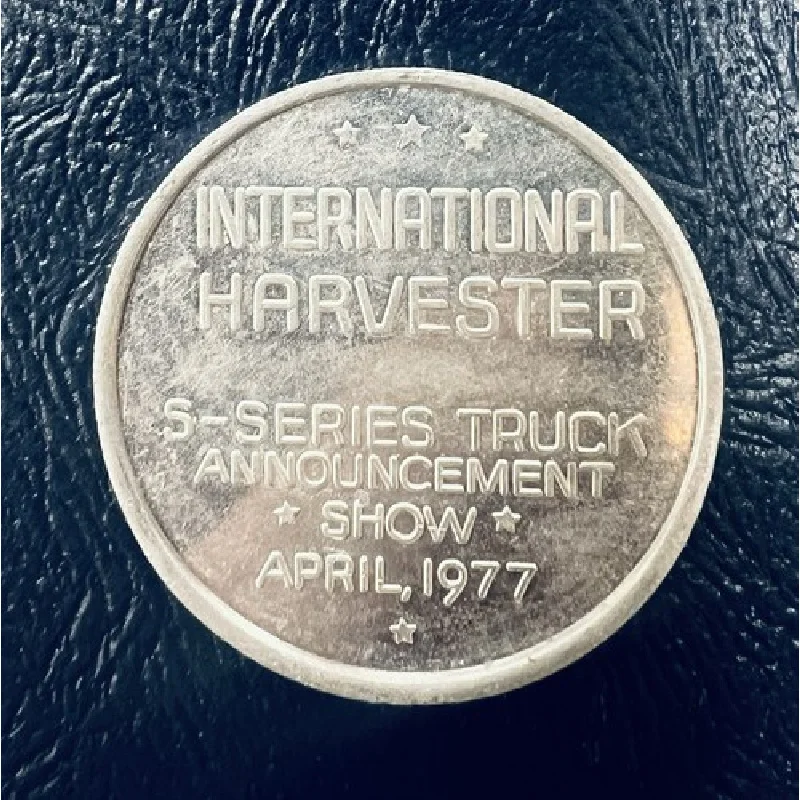 INTERNATIONAL
HARVESTER
S-SERIES TRUCK
ANNOUNCEMENT
SHOW
APRIL, 1977